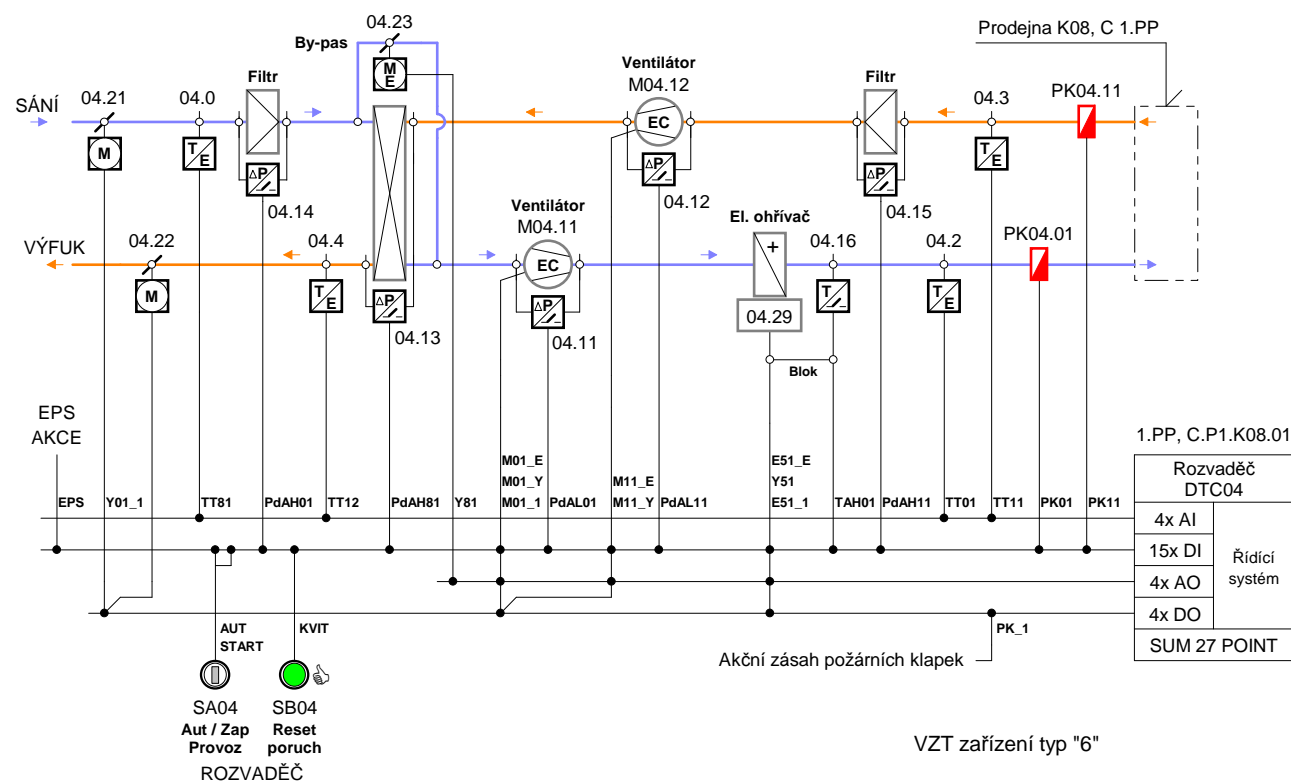 04.23
Prodejna K08, C 1.PP
By-pas
M
E
Ventilátor
M04.12
Filtr
Filtr
SÁNÍ
04.21
04.0
04.3
PK04.11
EC
M
T
E
ΔP
ΔP
ΔP
T
E
04.14
04.12
04.15
Ventilátor
M04.11
El. ohřívač
VÝFUK
04.22
04.4
04.16
04.2
PK04.01
EC
+
M
T
E
ΔP
ΔP
04.29
T
T
E
04.13
04.11
Blok
EPS
AKCE
1.PP, C.P1.K08.01
M01_E
M01_Y
M01_1
M11_E
M11_Y
E51_E
Y51
E51_1
EPS
Y01_1
TT81
PdAH01
TT12
PdAH81
Y81
PdAL01
PdAL11
TAH01
PdAH11
TT01
TT11
PK01
PK11
Rozvaděč
DTC04
4x AI
15x DI
4x AO
4x DO
Řídící
systém
SUM 27 POINT
AUT
START
KVIT
PK_1
Akční zásah požárních klapek
SA04
Aut / Zap
Provoz
SB04
Reset
poruch
ROZVADĚČ
VZT zařízení typ "6"